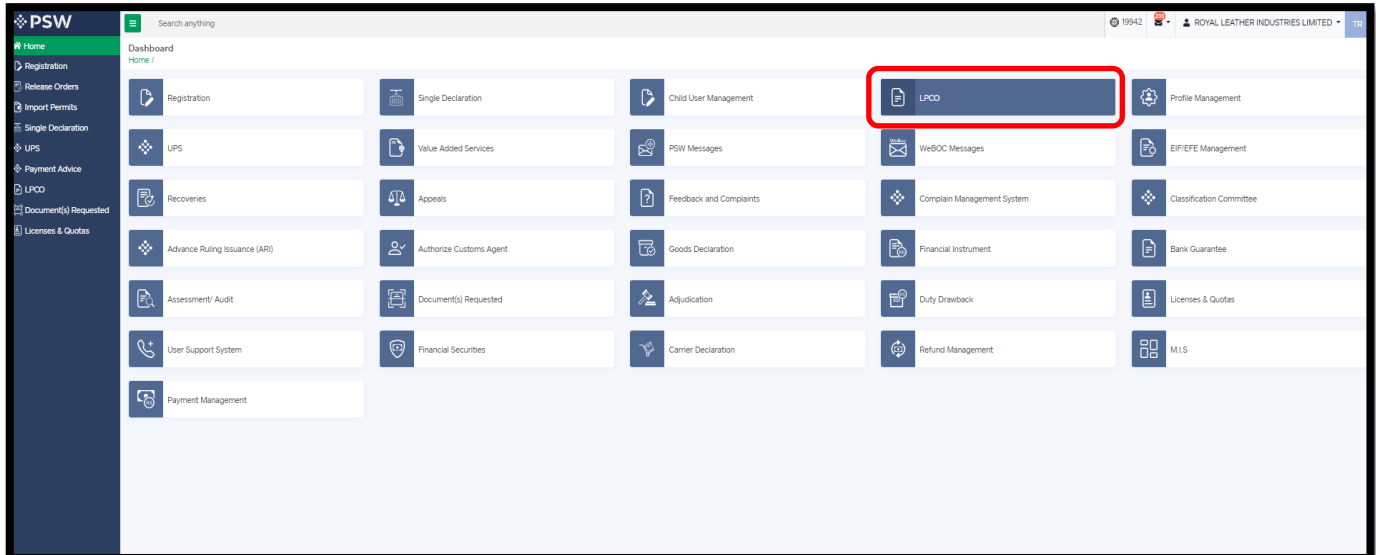 PSW
Search anything
19942
ROYAL LEATHER INDUSTRIES LIMITED
TR
Home
Registration
Release Orders
Import Permits
Single Declaration
UPS
Payment Advice
LPCO
Document(s) Requested
Licenses & Quotas
Dashboard
Home /
Registration
Single Declaration
Child User Management
LPCO
Profile Management
UPS
Value Added Services
PSW Messages
WeBOC Messages
EIF/EFE Management
Recoveries
Appeals
Feedback and Complaints
Complain Management System
Classification Committee
Advance Ruling Issuance (ARI)
Authorize Customs Agent
Goods Declaration
Financial Instrument
Bank Guarantee
Assessment/ Audit
Document(s) Requested
Adjudication
Duty Drawback
Licenses & Quotas
User Support System
Financial Securities
Carrier Declaration
Refund Management
M.I.S
Payment Management